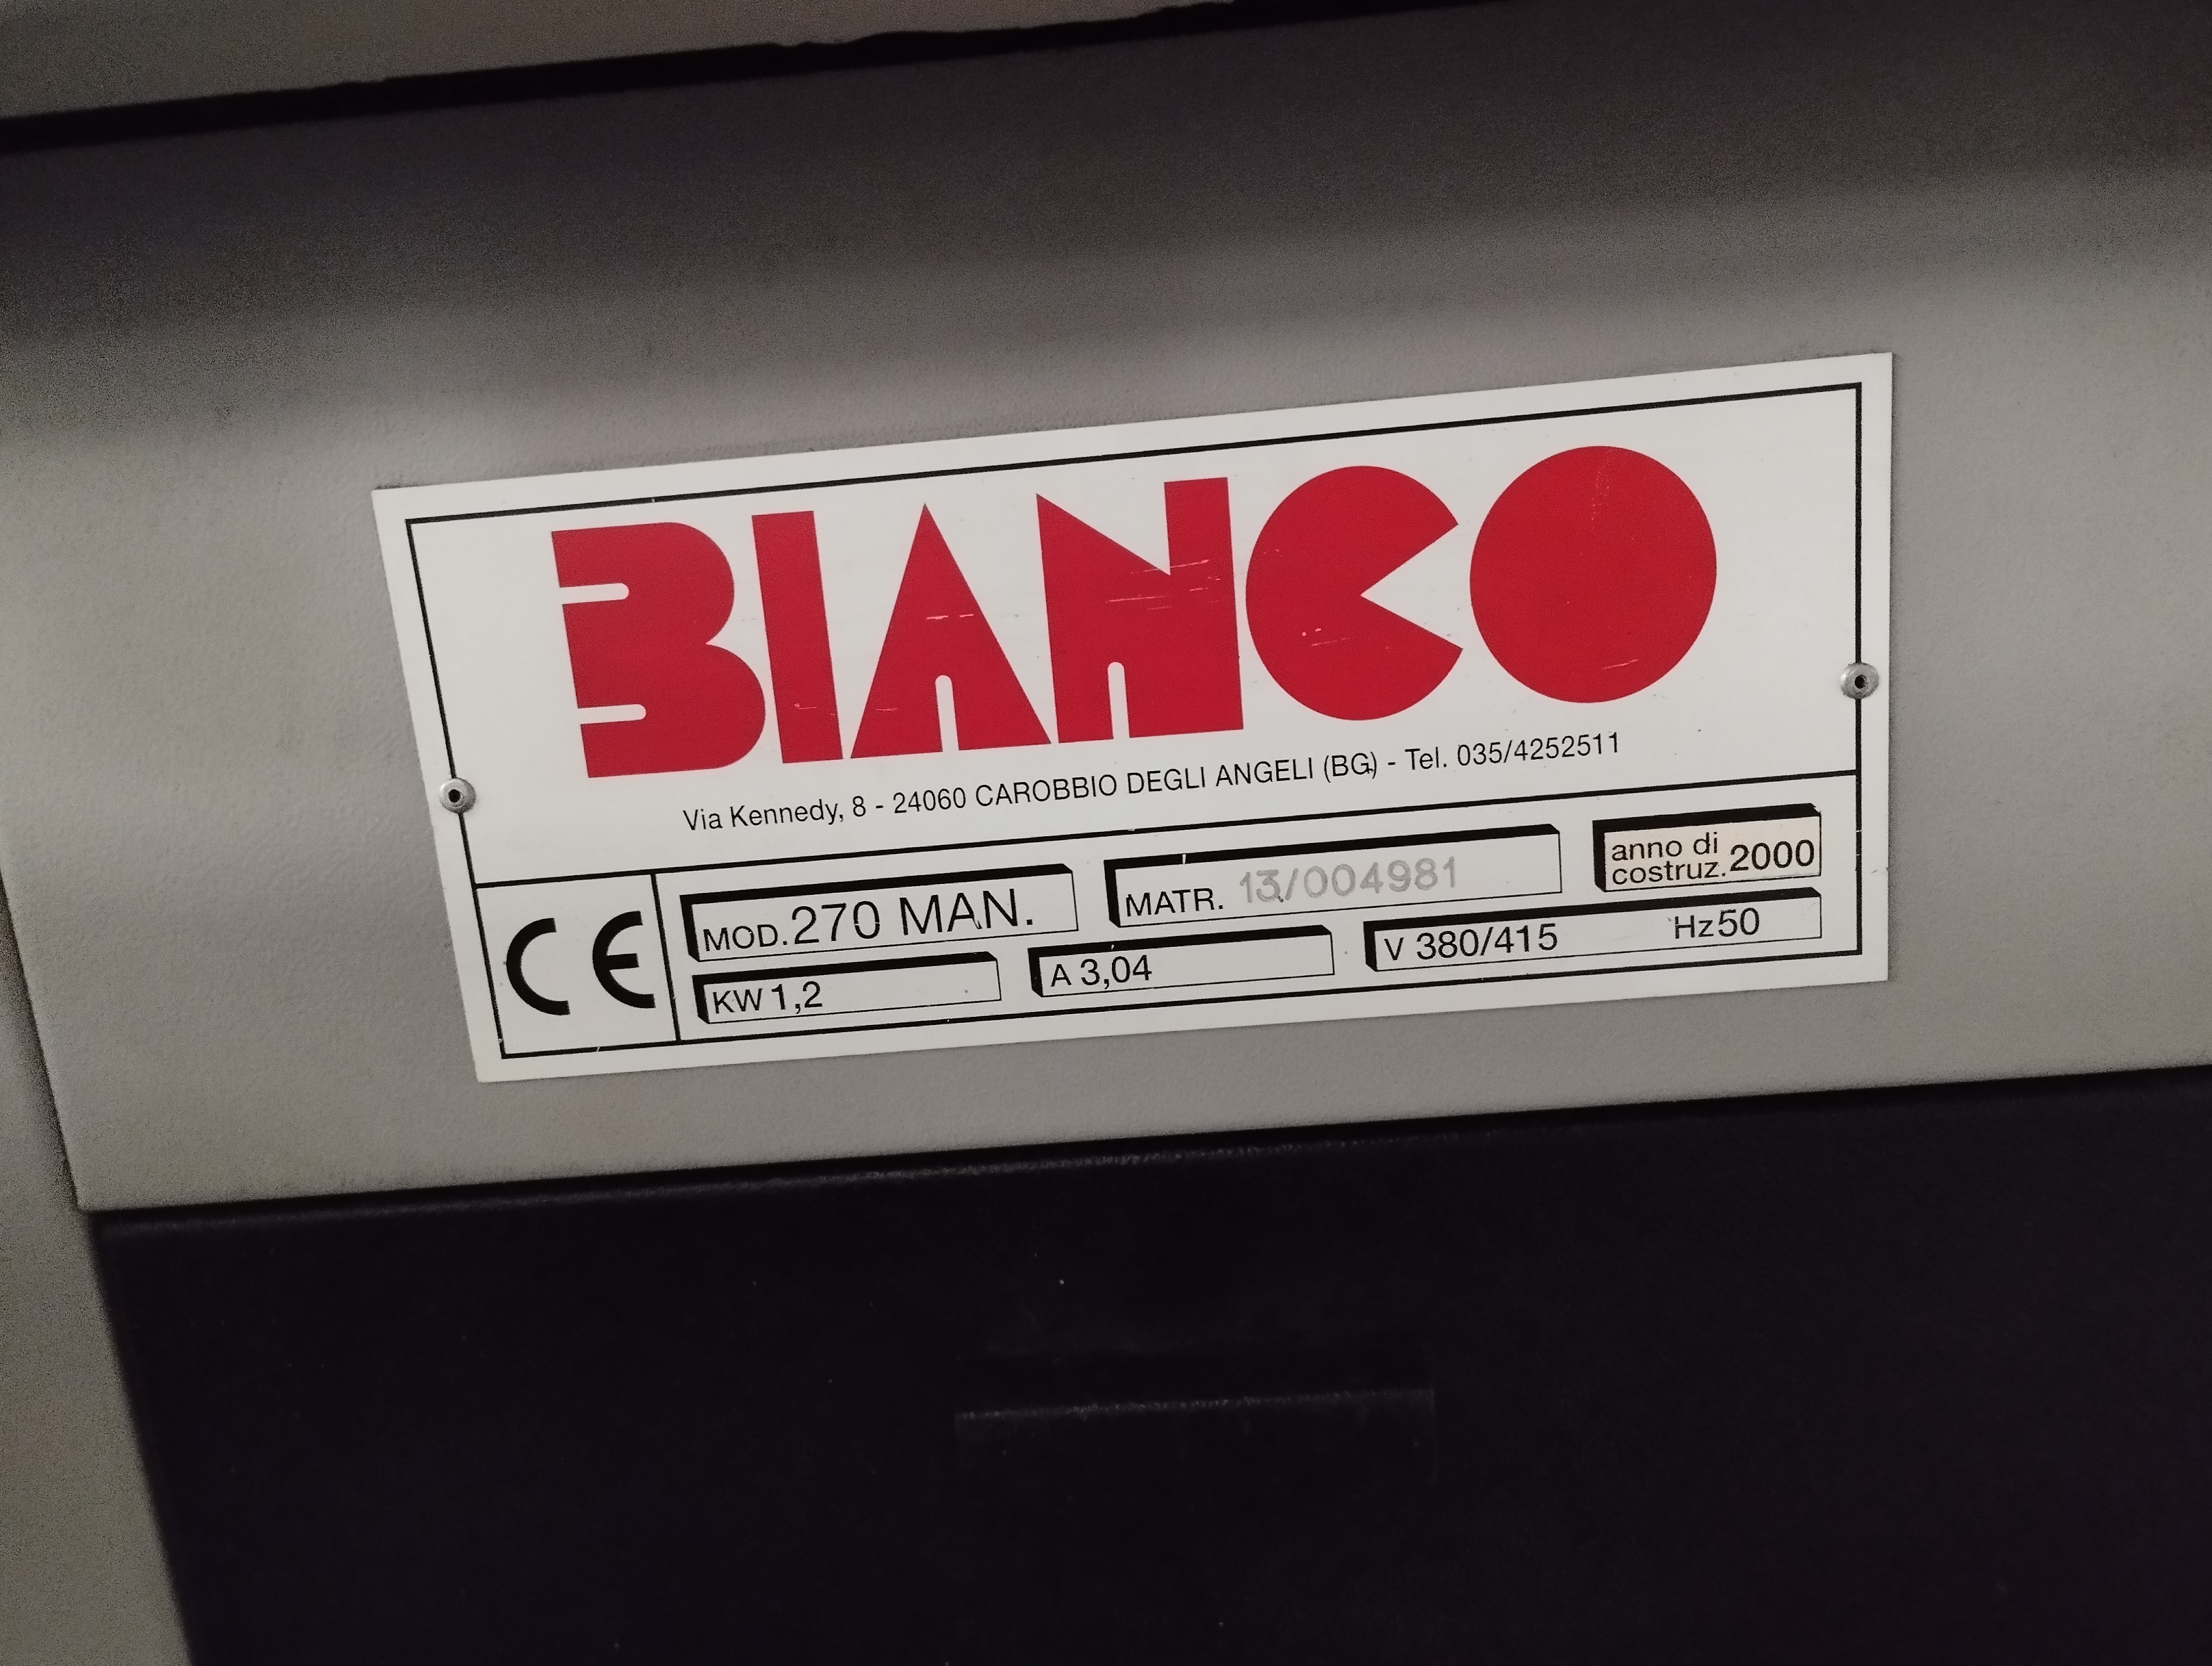 BIANCO
Via Kennedy, 8 - 24060 CAROBBIO DEGLI ANGELI (BG) - Tel. 035/4252511
CE
MOD. 270 MAN.
MATR. 13/004981
anno di
costruz. 2000
KW 1,2
A 3,04
V 380/415 Hz 50